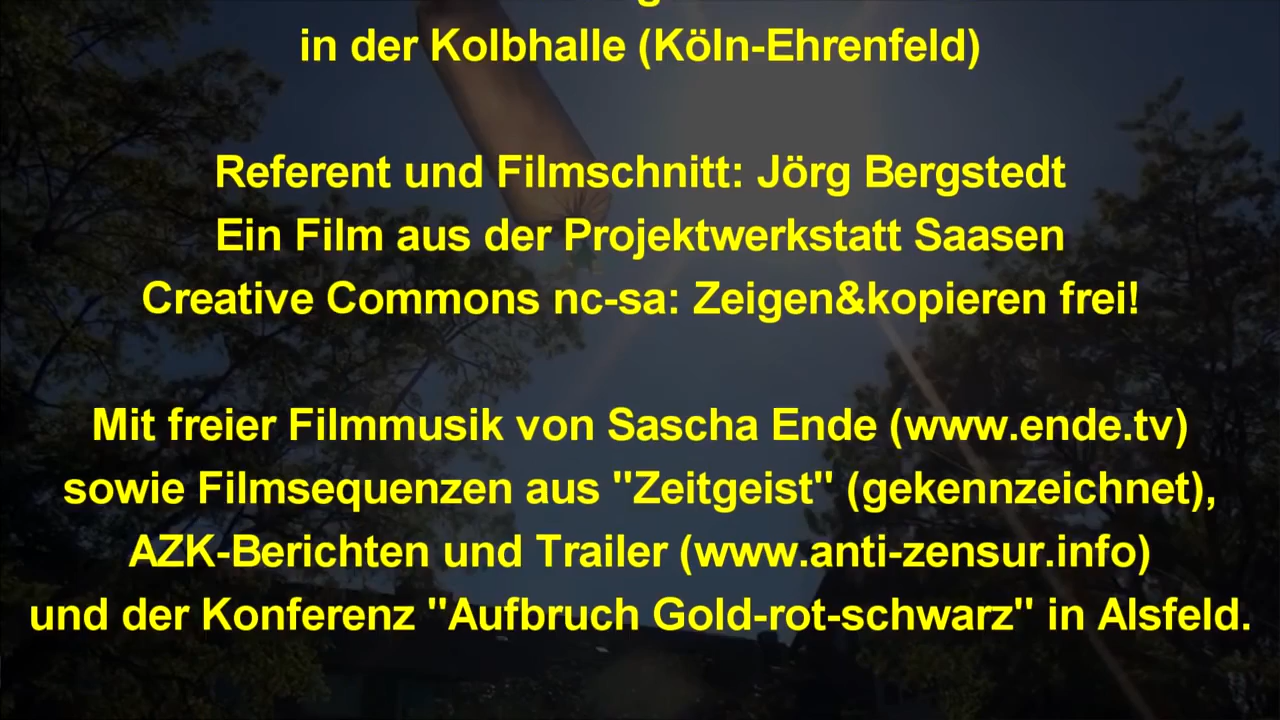 in der Kolbhalle (Köln-Ehrenfeld)
Referent und Filmschnitt: Jörg Bergstedt
Ein Film aus der Projektwerkstatt Saasen
Creative Commons nc-sa: Zeigen&kopieren frei!
Mit freier Filmmusik von Sascha Ende (www.ende.tv)
sowie Filmsequenzen aus "Zeitgeist" (gekennzeichnet),
AZK-Berichten und Trailer (www.anti-zensur.info)
und der Konferenz "Aufbruch Gold-rot-schwarz" in Alsfeld.